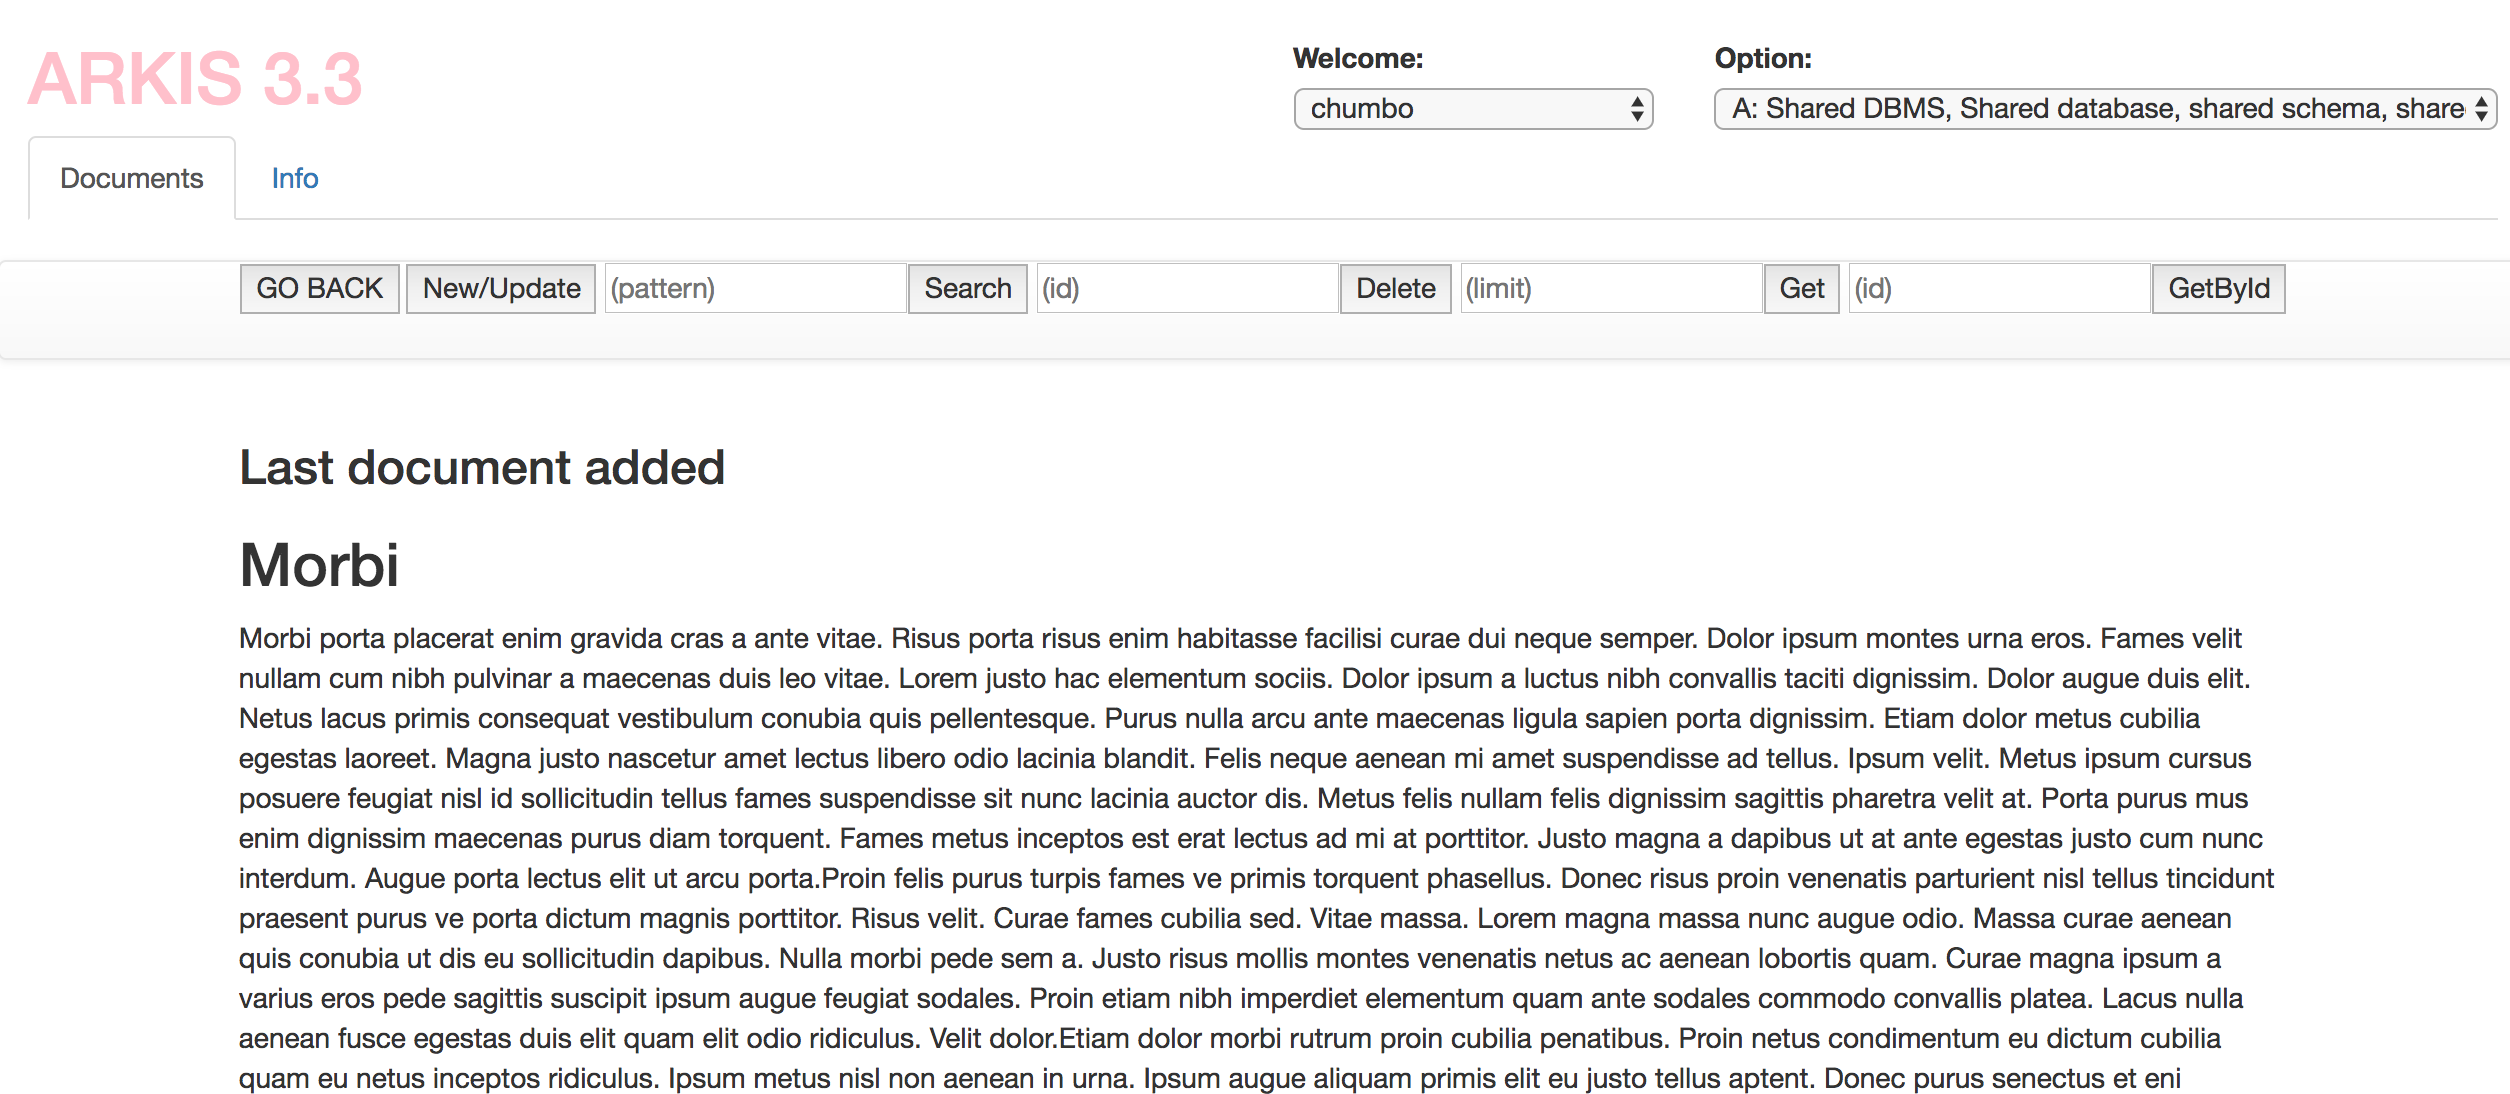 ARKIS 3.3
Welcome:
Option:
chumbo
A: Shared DBMS, Shared database, shared schema, share
Documents
Info
GO BACK New/Update (pattern) Search (id) Delete (limit) Get (id) GetById
Last document added
Morbi
Morbi porta placerat enim gravida cras a ante vitae. Risus porta risus enim habitasse facilisi curae dui neque semper. Dolor ipsum montes urna eros. Fames velit
nullam cum nibh pulvinar a maecenas duis leo vitae. Lorem justo hac elementum sociis. Dolor ipsum a luctus nibh convallis taciti dignissim. Dolor augue duis elit.
Netus lacus primis consequat vestibulum conubia quis pellentesque. Purus nulla arcu ante maecenas ligula sapien porta dignissim. Etiam dolor metus cubilia
egestas laoreet. Magna justo nascetur amet lectus libero odio lacinia blandit. Felis neque aenean mi amet suspendisse ad tellus. Ipsum velit. Metus ipsum cursus
posuere feugiat nisl id sollicitudin tellus fames suspendisse sit nunc lacinia auctor dis. Metus felis nullam felis dignissim sagittis pharetra velit at. Porta purus mus
enim dignissim maecenas purus diam torquent. Fames metus inceptos est erat lectus ad mi at porttitor. Justo magna a dapibus ut at ante egestas justo cum nunc
interdum. Augue porta lectus elit ut arcu porta.Proin felis purus turpis fames ve primis torquent phasellus. Donec risus proin venenatis parturient nisl tellus tincidunt
praesent purus ve porta dictum magnis porttitor. Risus velit. Curae fames cubilia sed. Vitae massa. Lorem magna massa nunc augue odio. Massa curae aenean
quis conubia ut dis eu sollicitudin dapibus. Nulla morbi pede sem a. Justo risus mollis montes venenatis netus ac aenean lobortis quam. Curae magna ipsum a
varius eros pede sagittis suscipit ipsum augue feugiat sodales. Proin etiam nibh imperdiet elementum quam ante sodales commodo convallis platea. Lacus nulla
aenean fusce egestas duis elit quam elit odio ridiculus. Velit dolor.Etiam dolor morbi rutrum proin cubilia penatibus. Proin netus condimentum eu dictum cubilia
quam eu netus inceptos ridiculus. Ipsum metus nisl non aenean in urna. Ipsum augue aliquam primis elit eu justo tellus aptent. Donec purus senectus et eni